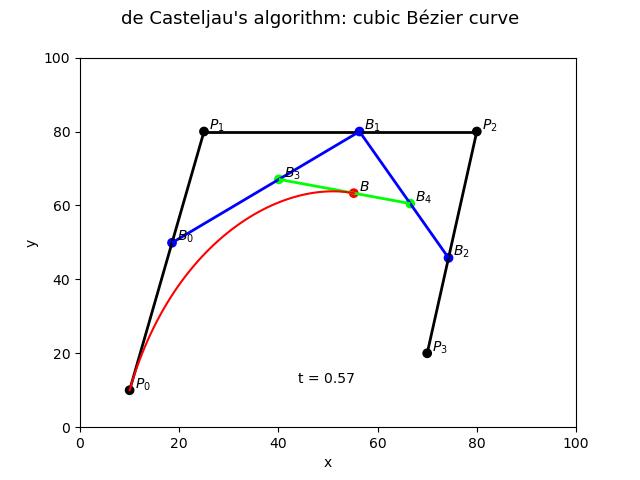 de Casteljau's algorithm: cubic Bézier curve
100
80
60
40
20
0
y
P₁
B₁
P₂
B₃
B
B₄
B₀
B₂
P₃
P₀
t = 0.57
0 20 40 60 80 100
x